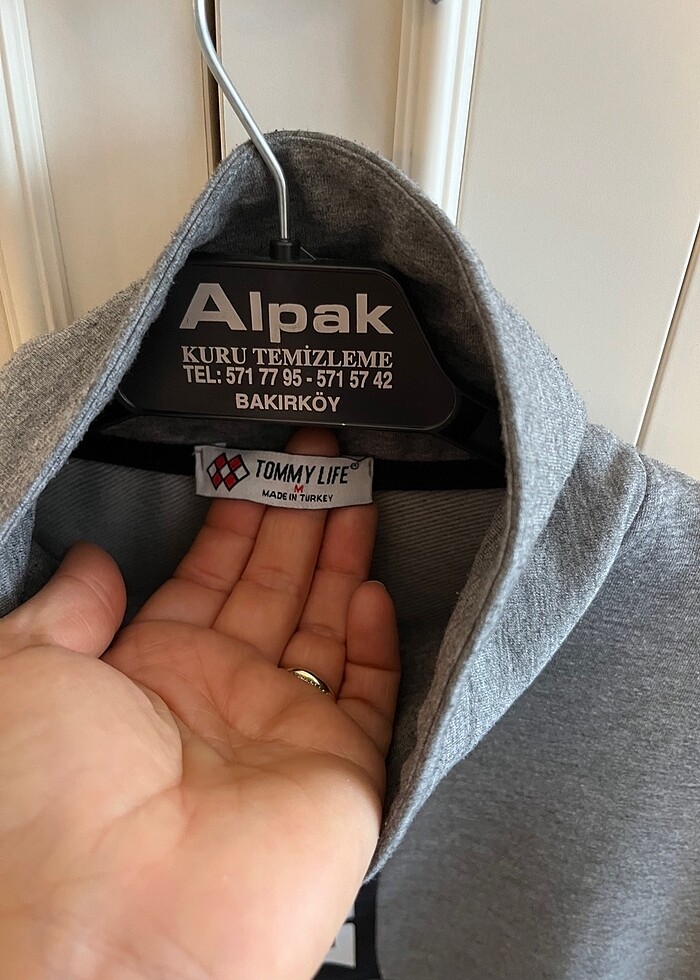 Alpak
KURU TEMİZLEME
TEL: 571 77 95 - 571 57 42
BAKIRKÖY
TOMMY LIFE®
M
MADE IN TURKEY